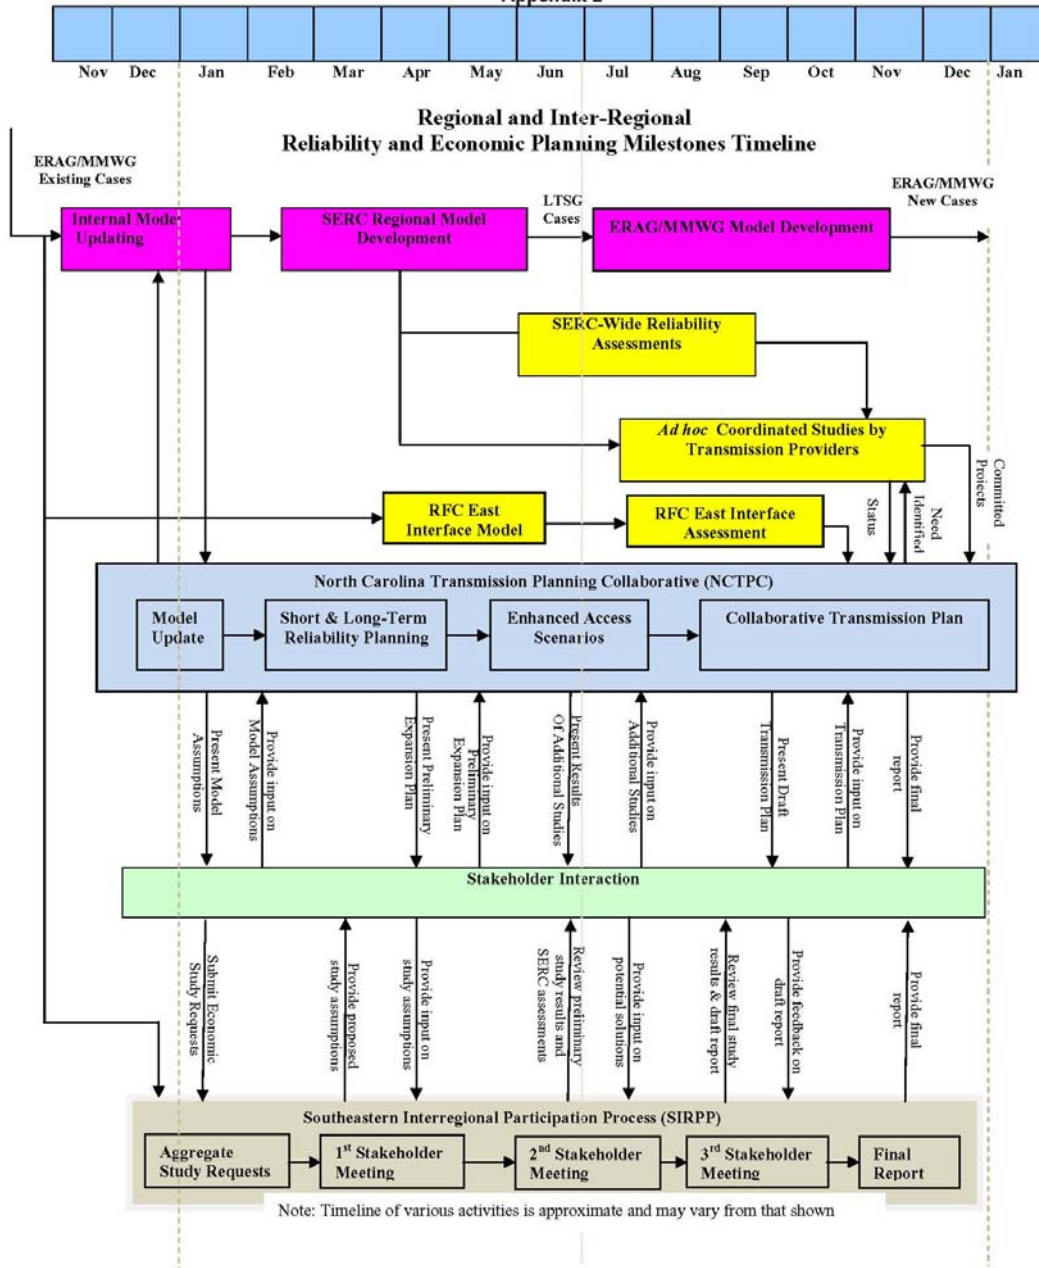 Appendix 2
Nov Dec Jan Feb Mar Apr May Jun Jul Aug Sep Oct Nov Dec Jan
Regional and Inter-Regional
Reliability and Economic Planning Milestones Timeline
ERAG/MMWG
Existing Cases
Internal Model
Updating
SERC Regional Model
Development
LTSG
Cases
ERAG/MMWG Model Development
ERAG/MMWG
New Cases
SERC-Wide Reliability
Assessments
Ad hoc Coordinated Studies by
Transmission Providers
RFC East
Interface Model
RFC East Interface
Assessment
Status
Need
Identified
Committed
Projects
North Carolina Transmission Planning Collaborative (NCTPC)
Model
Update
Short & Long-Term
Reliability Planning
Enhanced Access
Scenarios
Collaborative Transmission Plan
Present Model
Assumptions
Provide input on
Model Assumptions
Present Preliminary
Expansion Plan
Provide input on
Preliminary
Expansion Plan
Present Results
Of Additional Studies
Provide input on
Additional Studies
Present Draft
Transmission Plan
Provide input on
Transmission Plan
Provide final
report
Stakeholder Interaction
Submit Economic
Study Requests
Provide proposed
study assumptions
Provide input on
study assumptions
Review preliminary
study results and
SERC assessments
Provide input on
potential solutions
Review final study
results & draft report
Provide feedback on
draft report
Provide final
report
Southeastern Interregional Participation Process (SIRPP)
Aggregate
Study Requests
1st Stakeholder
Meeting
2nd Stakeholder
Meeting
3rd Stakeholder
Meeting
Final
Report
Note: Timeline of various activities is approximate and may vary from that shown